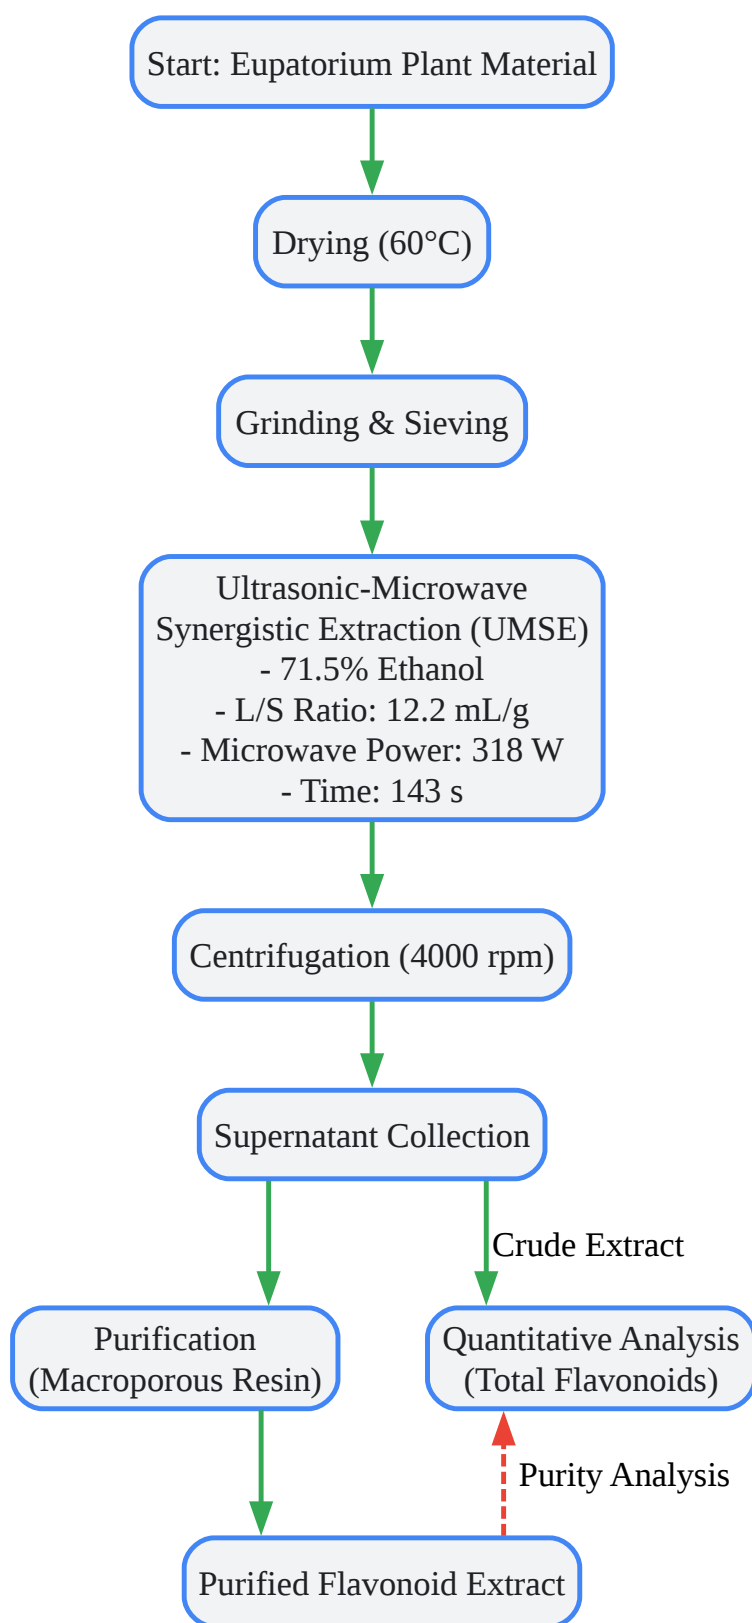 Start: Eupatorium Plant Material
Drying (60°C)
Grinding & Sieving
Ultrasonic-Microwave
Synergistic Extraction (UMSE)
- 71.5% Ethanol
- L/S Ratio: 12.2 mL/g
- Microwave Power: 318 W
- Time: 143 s
Centrifugation (4000 rpm)
Supernatant Collection
Crude Extract
Purification
(Macroporous Resin)
Quantitative Analysis
(Total Flavonoids)
Purity Analysis
Purified Flavonoid Extract